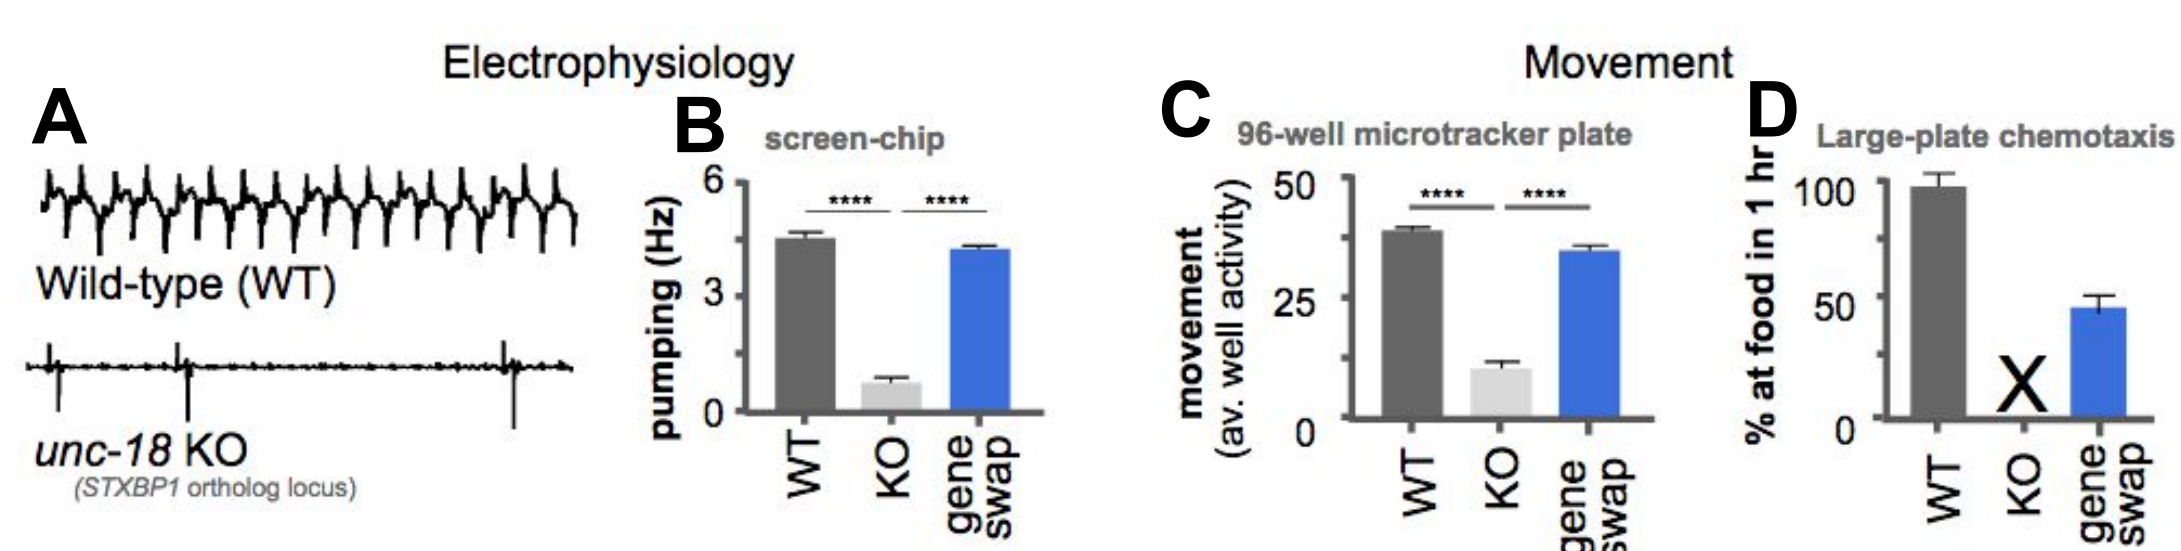 Electrophysiology
Movement
A
Wild-type (WT)
unc-18 KO
(STXBP1 ortholog locus)
B
screen-chip
pumping (Hz)
6
3
0
****
****
WT
KO
gene
swap
C
96-well microtracker plate
movement
(av. well activity)
50
25
0
****
****
WT
KO
gene
swap
D
Large-plate chemotaxis
% at food in 1 hr
100
50
0
X
WT
KO
gene
swap